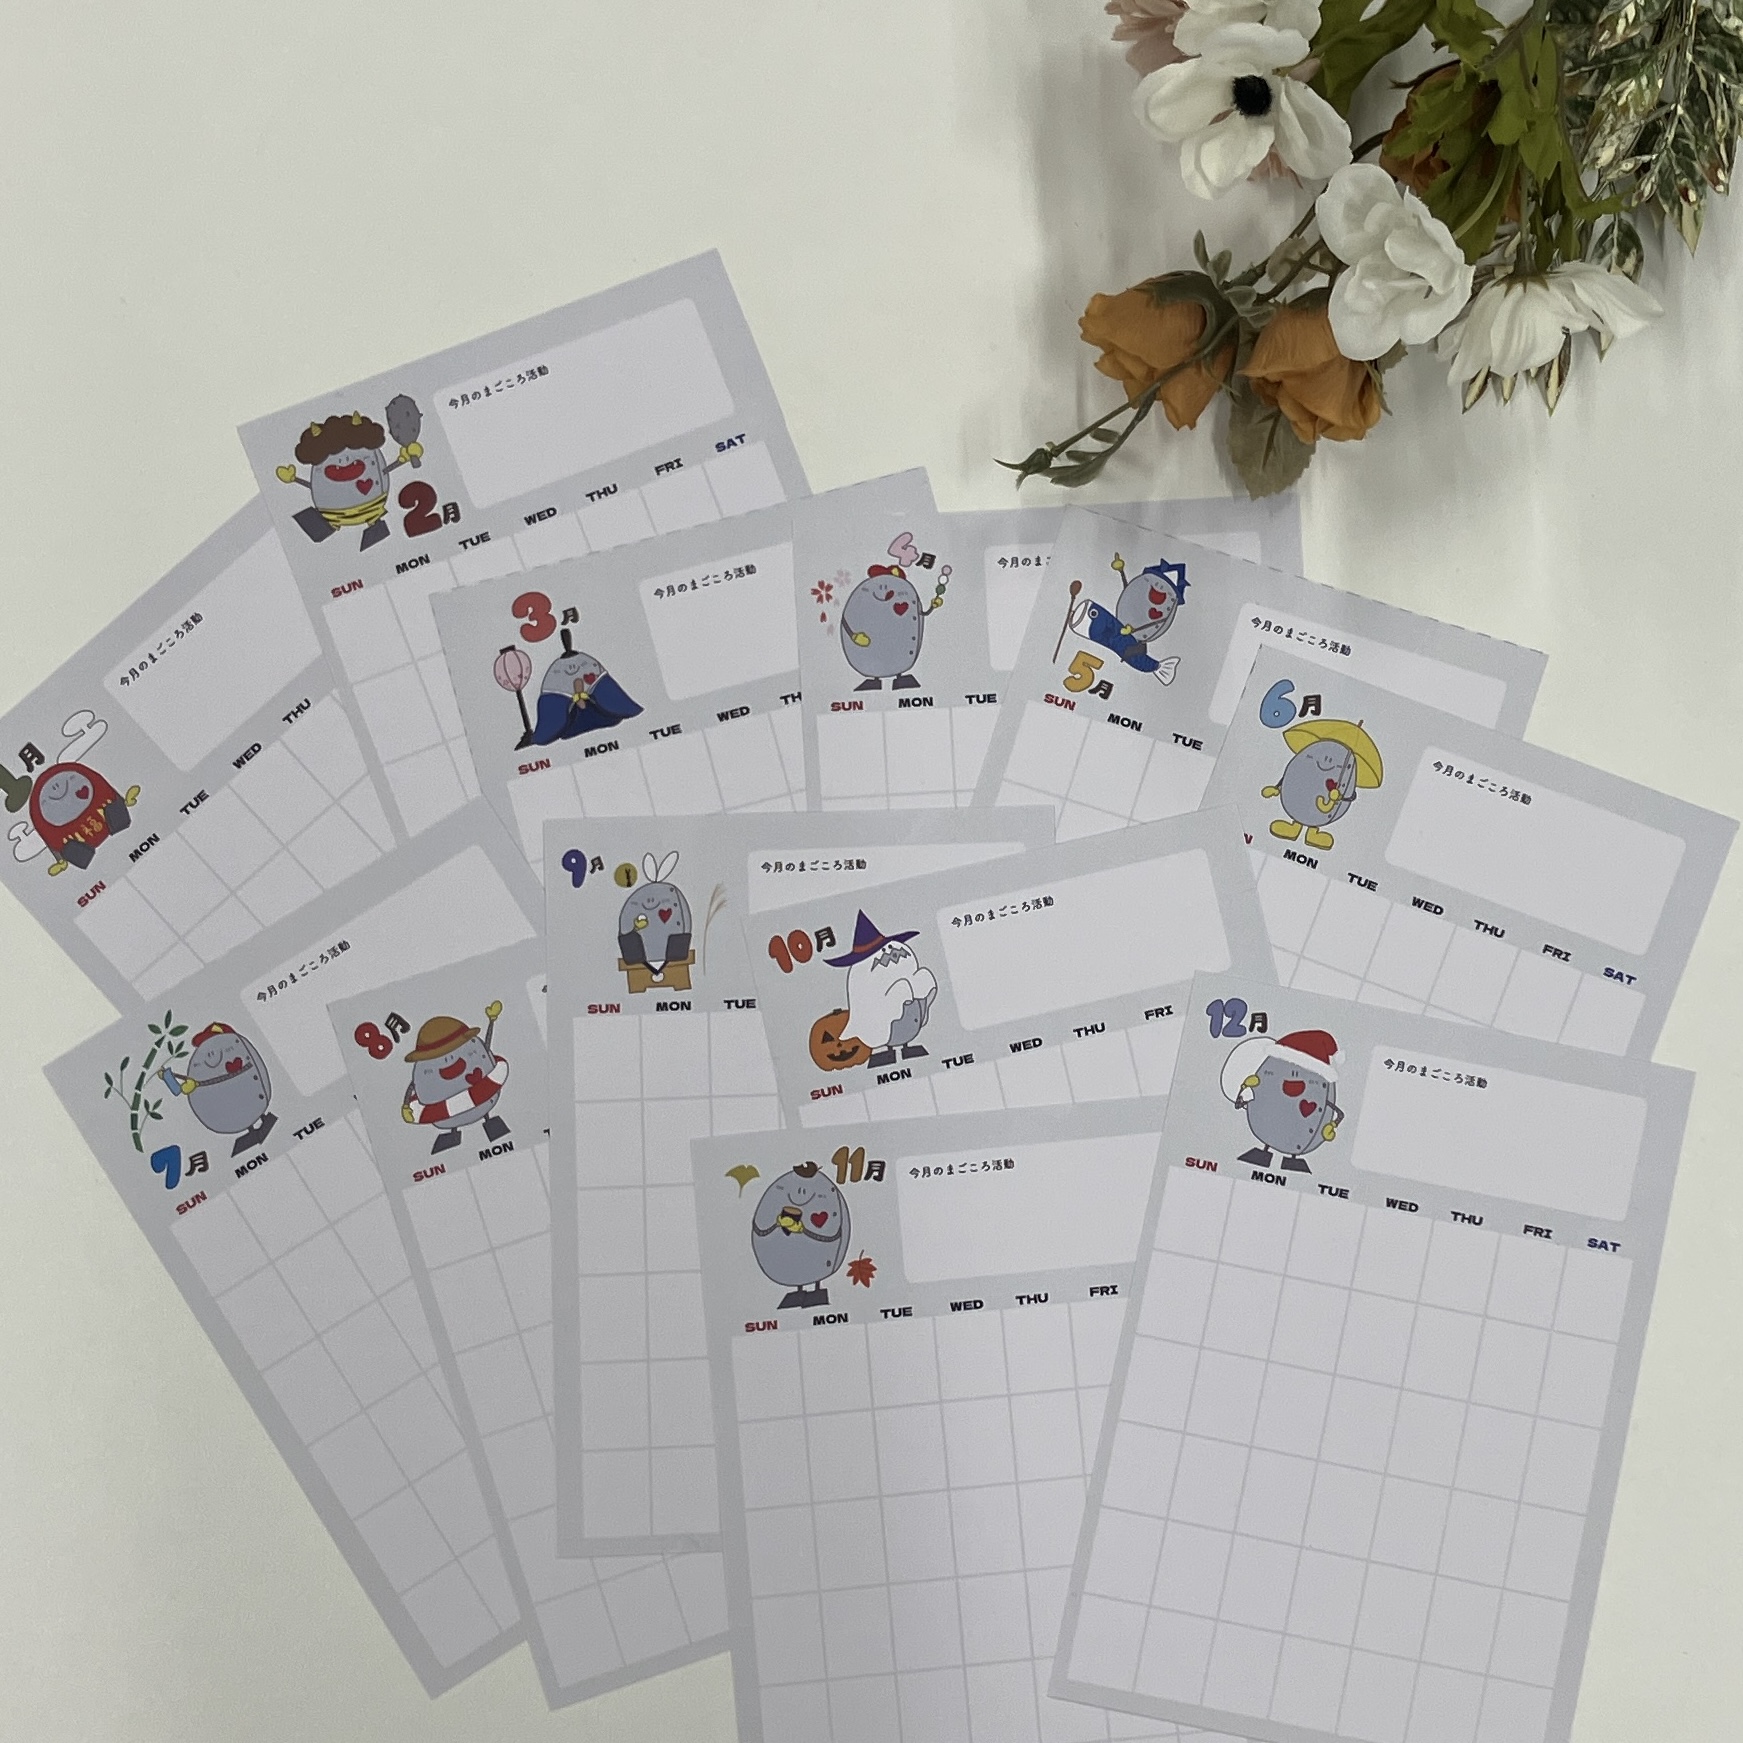 2月
今月のまごころ活動
SUN MON TUE WED THU FRI SAT
月
福
今月のまごころ活動
SUN MON TUE WED THU
3月
今月のまごころ活動
SUN MON TUE WED TH
4月
今月のまご
SUN MON TUE
5月
今月のまごころ活動
SUN MON TUE
6月
今月のまごころ活動
MON TUE WED THU FRI SAT
7月
今月のまごころ活動
SUN MON TUE
8月
SUN MON
9月
今月のまごころ活動
SUN MON TUE
10月
今月のまごころ活動
SUN MON TUE WED THU FRI
11月
今月のまごころ活動
SUN MON TUE WED THU FRI
12月
今月のまごころ活動
SUN MON TUE WED THU FRI SAT